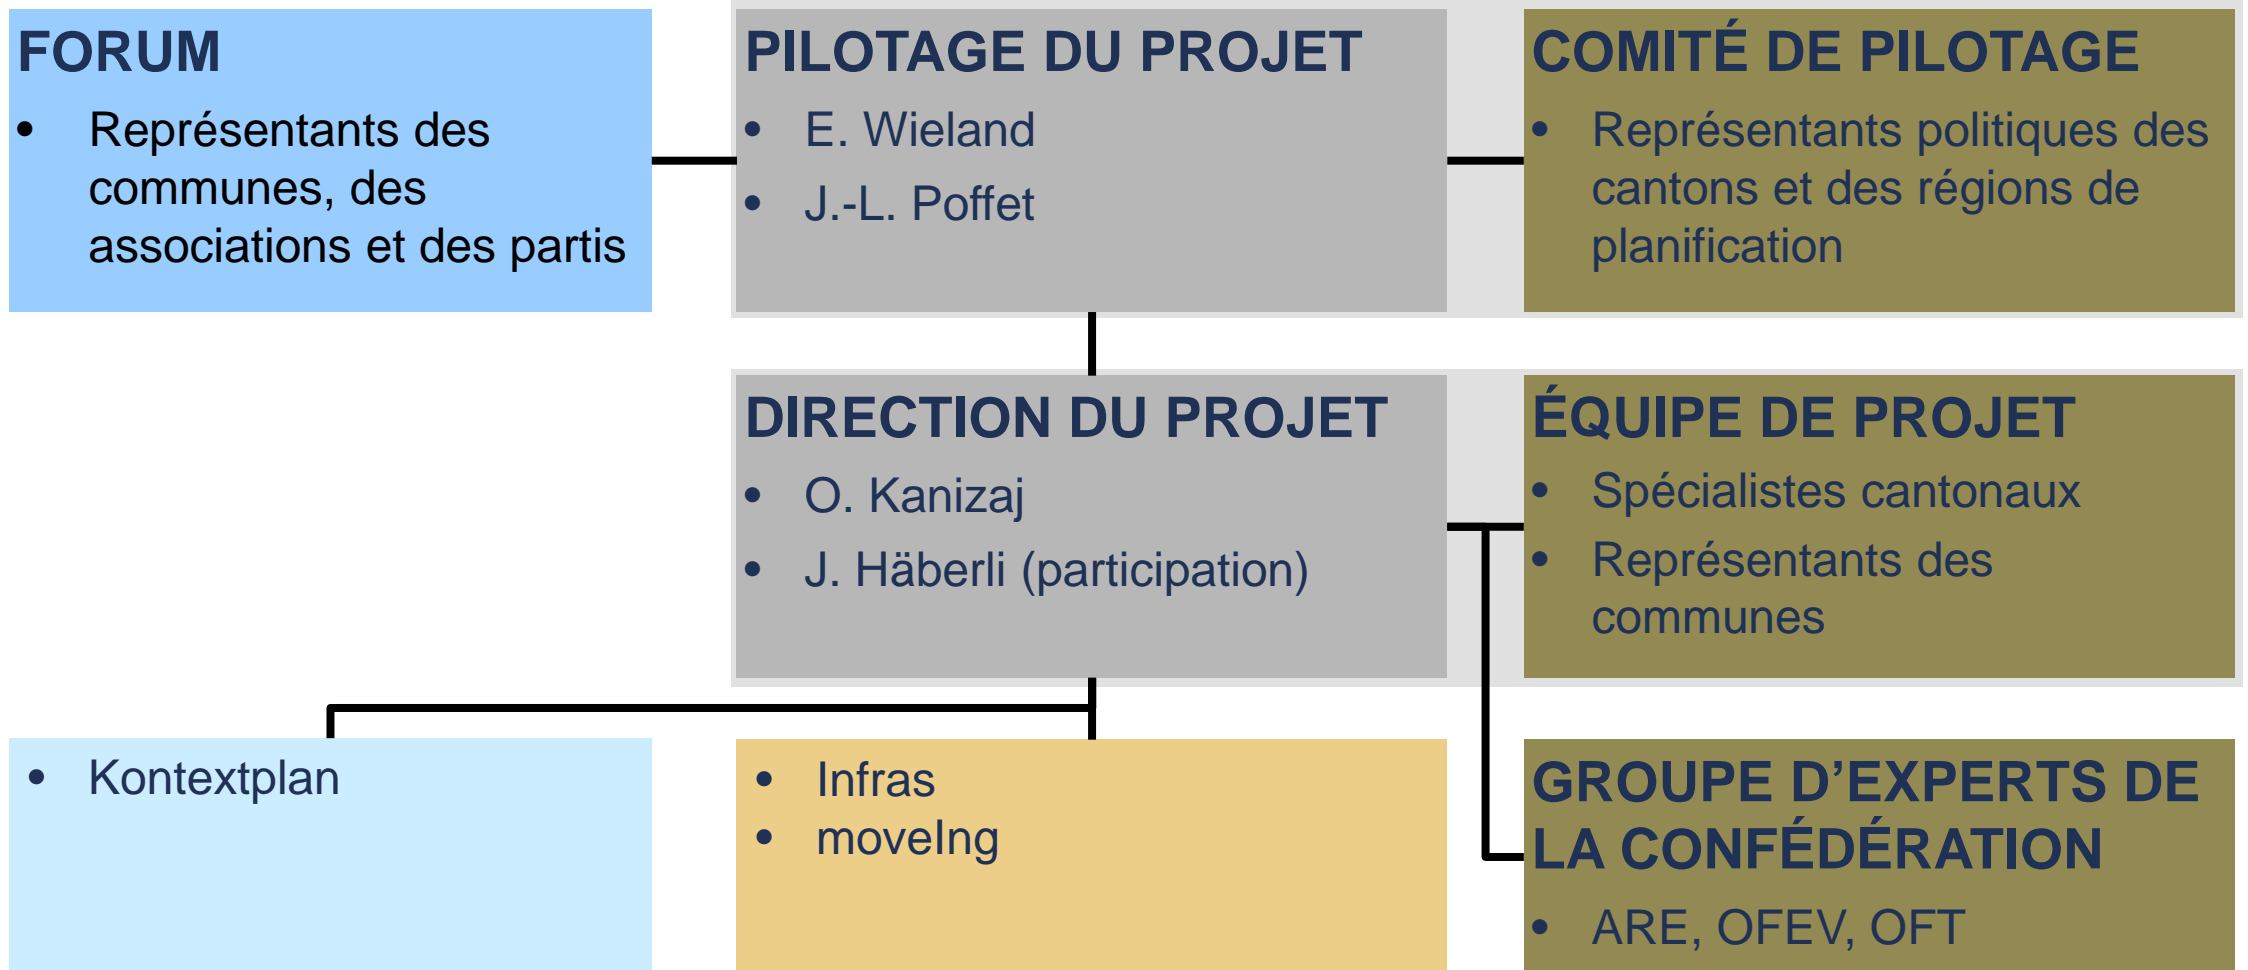 FORUM
• Représentants des
communes, des
associations et des partis
PILOTAGE DU PROJET
• E. Wieland
• J.-L. Poffet
COMITÉ DE PILOTAGE
• Représentants politiques des
cantons et des régions de
planification
DIRECTION DU PROJET
• O. Kanizaj
• J. Häberli (participation)
ÉQUIPE DE PROJET
• Spécialistes cantonaux
• Représentants des
communes
• Kontextplan
• Infras
• moveIng
GROUPE D’EXPERTS DE
LA CONFÉDÉRATION
• ARE, OFEV, OFT